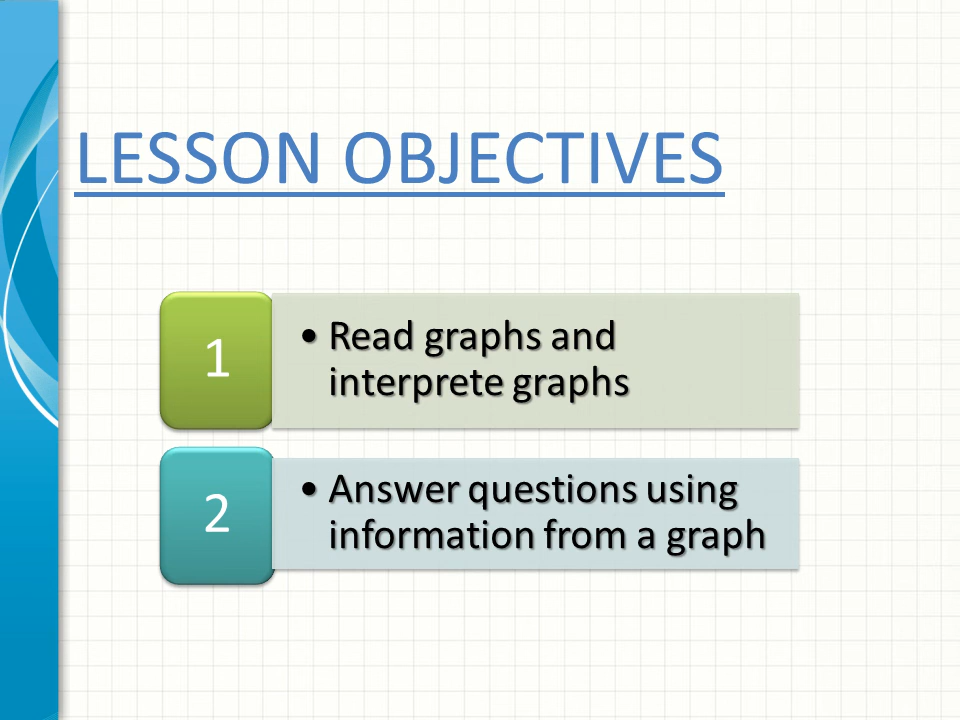 LESSON OBJECTIVES
1
• Read graphs and
interprete graphs
2
• Answer questions using
information from a graph